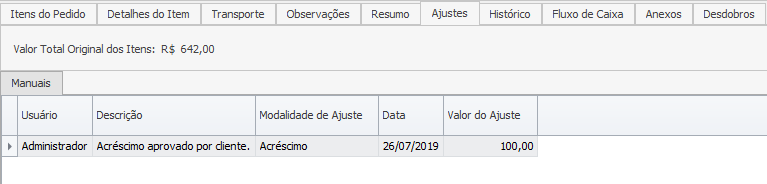 Itens do Pedido Detalhes do Item Transporte Observações Resumo Ajustes Histórico Fluxo de Caixa Anexos Desdobros
Valor Total Original dos Itens: R$ 642,00
Manuais
Usuário Descrição Modalidade de Ajuste Data Valor do Ajuste
Administrador Acréscimo aprovado por cliente. Acréscimo 26/07/2019 100,00